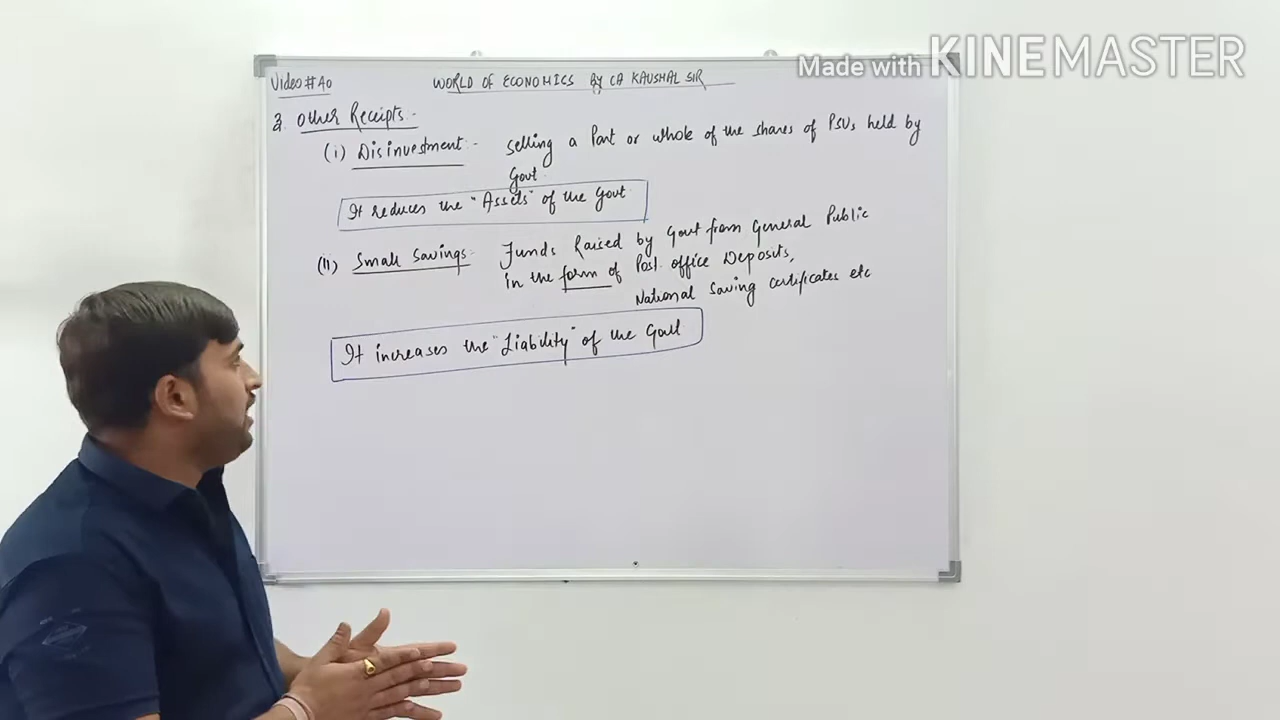 Made with KINEMASTER
Video # 40
WORLD OF ECONOMICS By CA KAUSHAL SIR
3. Other Receipts:-
(i) Disinvestment:- Selling a Part or whole of the shares of PSUs held by
Govt.
It reduces the "Assets" of the Govt
(ii) Small Savings:- Funds Raised by Govt from General Public
in the form of Post office Deposits,
National Saving certificates etc
It increases the "Liability" of the Govt